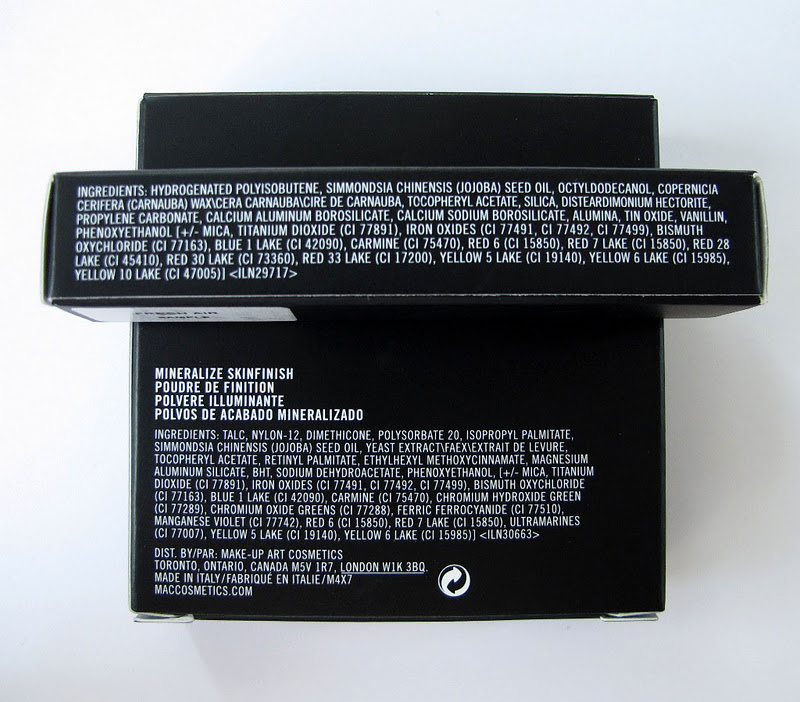 INGREDIENTS: HYDROGENATED POLYISOBUTENE, SIMMONDSIA CHINENSIS (JOJOBA) SEED OIL, OCTYLDODECANOL, COPERNICIA
CERIFERA (CARNAUBA) WAX\CERA CARNAUBA\CIRE DE CARNAUBA, TOCOPHERYL ACETATE, SILICA, DISTEARDIMONIUM HECTORITE,
PROPYLENE CARBONATE, CALCIUM ALUMINUM BOROSILICATE, CALCIUM SODIUM BOROSILICATE, ALUMINA, TIN OXIDE, VANILLIN,
PHENOXYETHANOL [+/- MICA, TITANIUM DIOXIDE (CI 77891), IRON OXIDES (CI 77491, CI 77492, CI 77499), BISMUTH
OXYCHLORIDE (CI 77163), BLUE 1 LAKE (CI 42090), CARMINE (CI 75470), RED 6 (CI 15850), RED 7 LAKE (CI 15850), RED 28
LAKE (CI 45410), RED 30 LAKE (CI 73360), RED 33 LAKE (CI 17200), YELLOW 5 LAKE (CI 19140), YELLOW 6 LAKE (CI 15985),
YELLOW 10 LAKE (CI 47005)] <ILN29717>
FRESH AIR
SAMPLE
MINERALIZE SKINFINISH
POUDRE DE FINITION
POLVERE ILLUMINANTE
POLVOS DE ACABADO MINERALIZADO
INGREDIENTS: TALC, NYLON-12, DIMETHICONE, POLYSORBATE 20, ISOPROPYL PALMITATE,
SIMMONDSIA CHINENSIS (JOJOBA) SEED OIL, YEAST EXTRACT\FAEX\EXTRAIT DE LEVURE,
TOCOPHERYL ACETATE, RETINYL PALMITATE, ETHYLHEXYL METHOXYCINNAMATE, MAGNESIUM
ALUMINUM SILICATE, BHT, SODIUM DEHYDROACETATE, PHENOXYETHANOL, [+/- MICA, TITANIUM
DIOXIDE (CI 77891), IRON OXIDES (CI 77491, CI 77492, CI 77499), BISMUTH OXYCHLORIDE
(CI 77163), BLUE 1 LAKE (CI 42090), CARMINE (CI 75470), CHROMIUM HYDROXIDE GREEN
(CI 77289), CHROMIUM OXIDE GREENS (CI 77288), FERRIC FERROCYANIDE (CI 77510),
MANGANESE VIOLET (CI 77742), RED 6 (CI 15850), RED 7 LAKE (CI 15850), ULTRAMARINES
(CI 77007), YELLOW 5 LAKE (CI 19140), YELLOW 6 LAKE (CI 15985)] <ILN30663>
DIST. BY/PAR: MAKE-UP ART COSMETICS
TORONTO, ONTARIO, CANADA M5V 1R7, LONDON W1K 3BQ.
MADE IN ITALY/FABRIQUÉ EN ITALIE/M4X7
MACCOSMETICS.COM